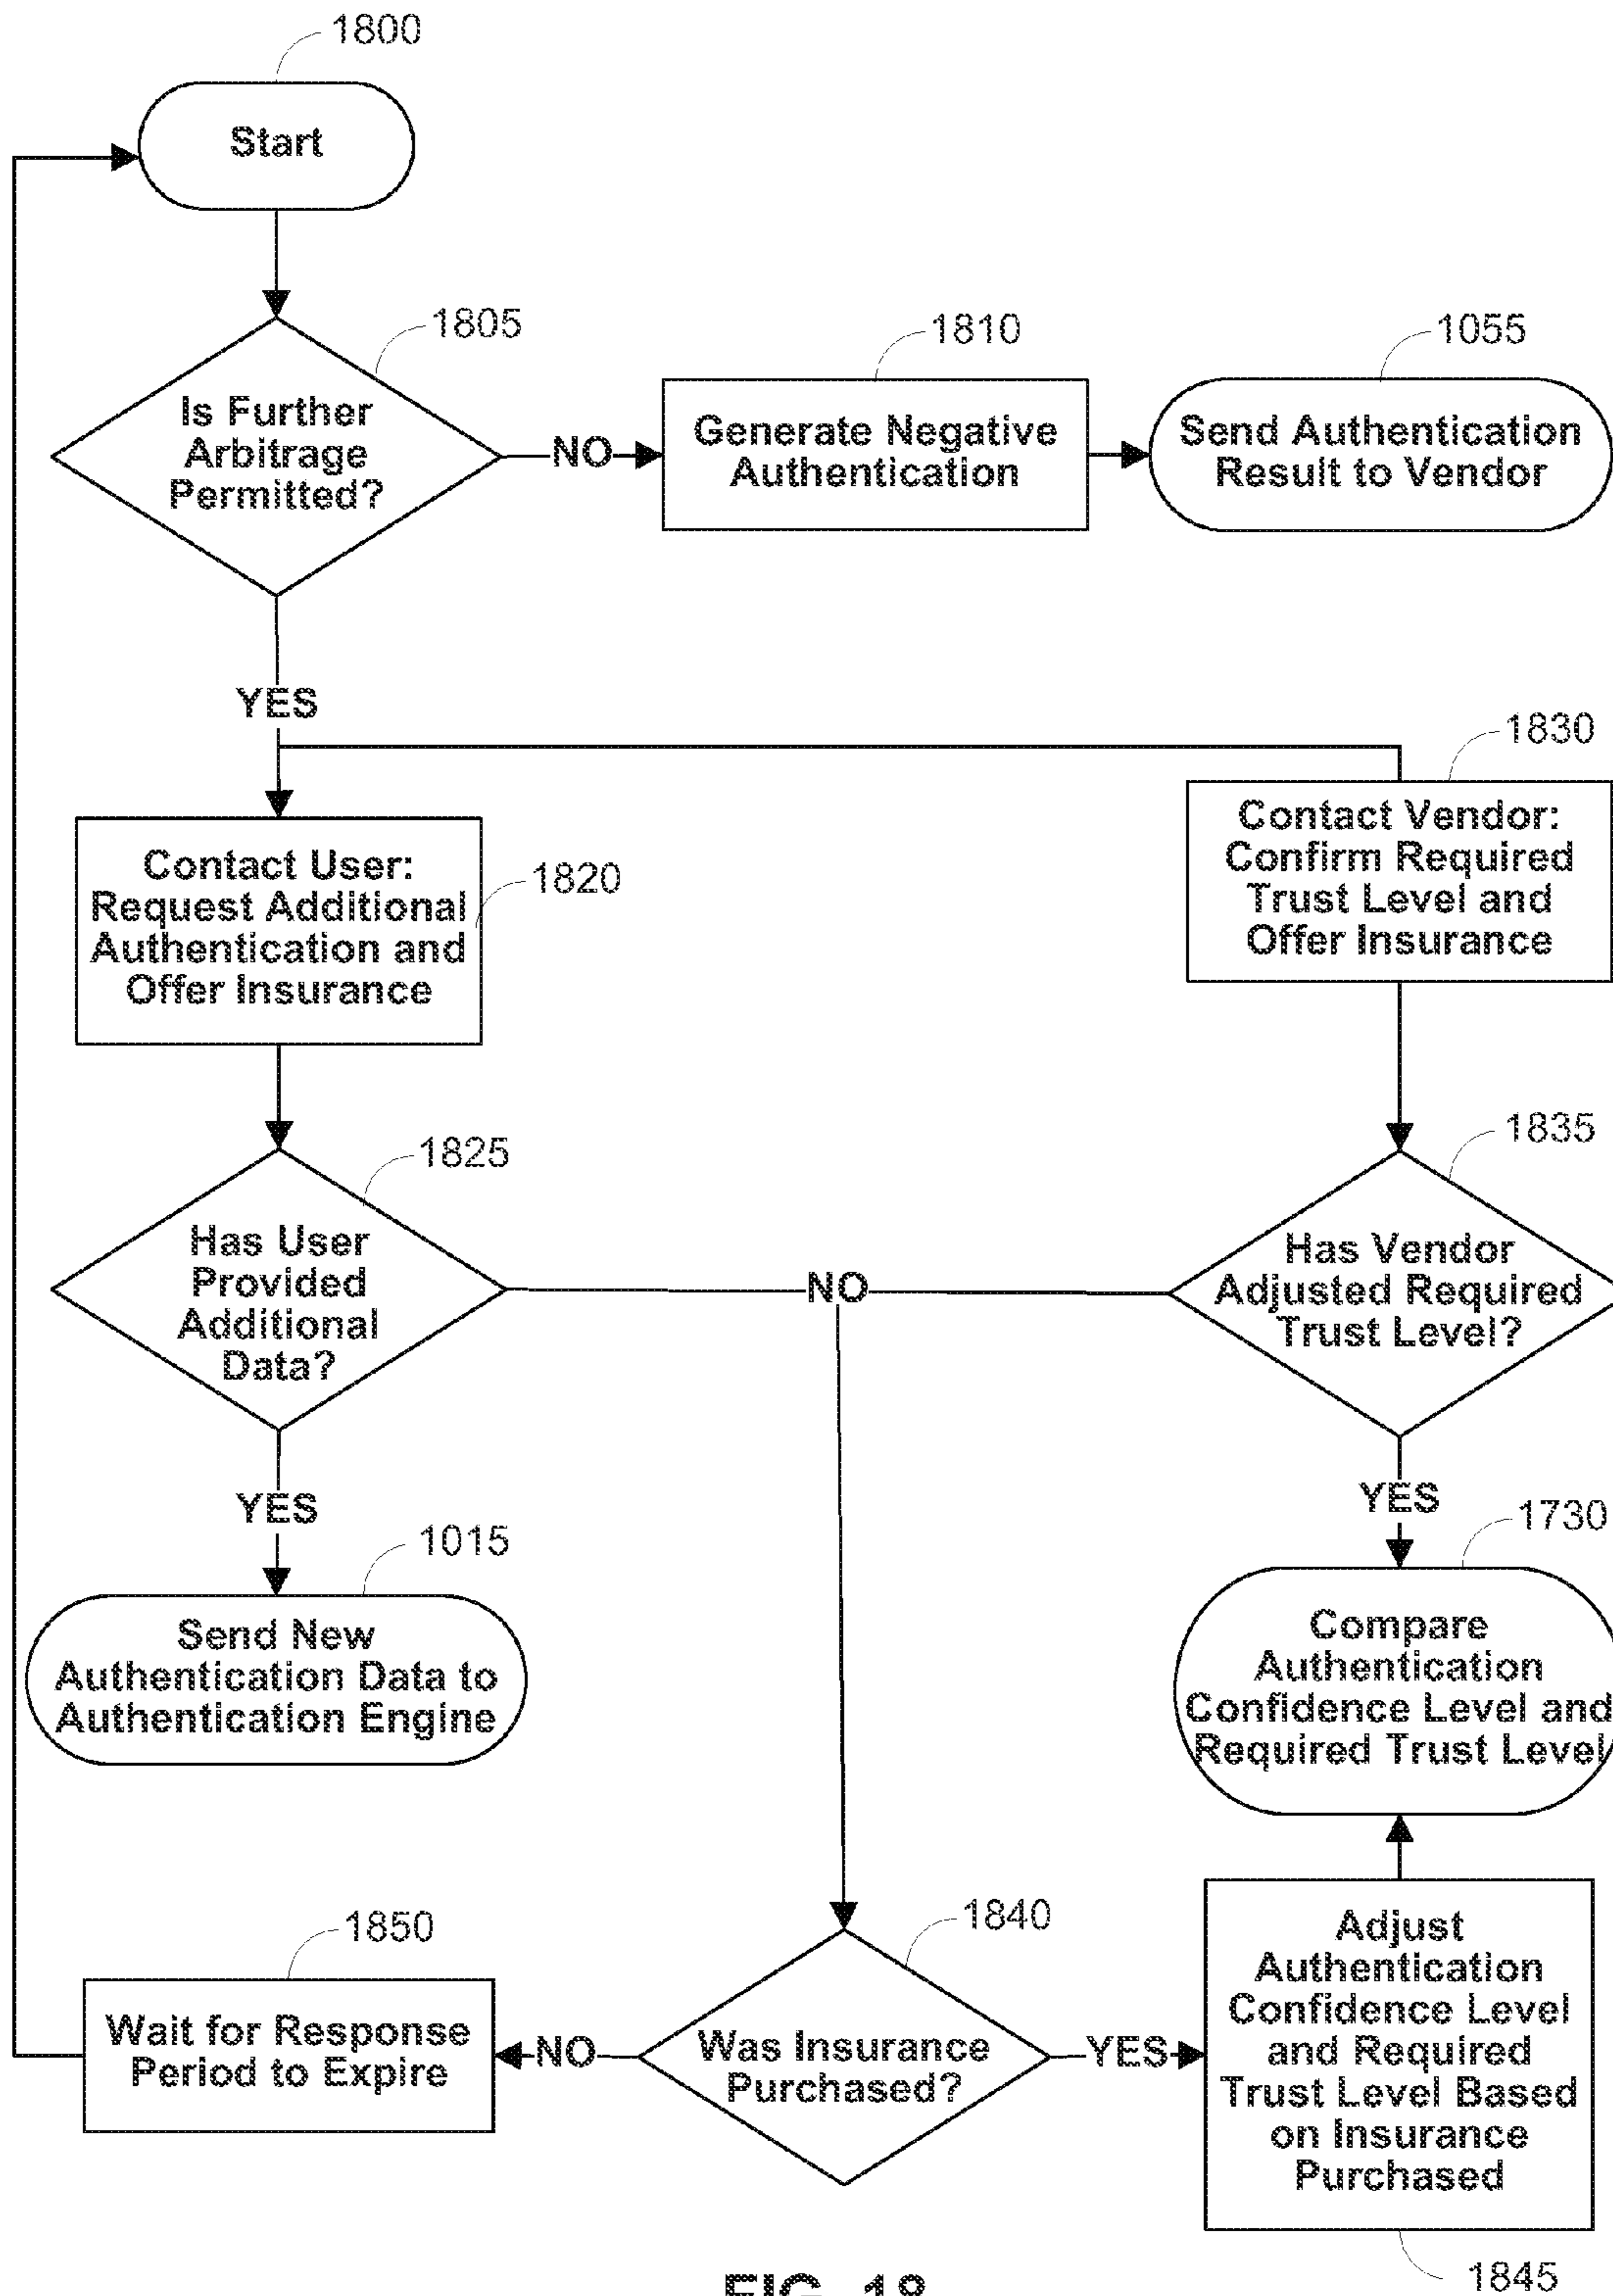 1800
Start
1805
Is Further
Arbitrage
Permitted?
NO
1810
Generate Negative
Authentication
1055
Send Authentication
Result to Vendor
YES
1830
Contact Vendor:
Confirm Required
Trust Level and
Offer Insurance
Contact User:
Request Additional
Authentication and
Offer Insurance
1820
1825
Has User
Provided
Additional
Data?
NO
1835
Has Vendor
Adjusted Required
Trust Level?
YES
1015
Send New
Authentication Data to
Authentication Engine
YES
1730
Compare
Authentication
Confidence Level and
Required Trust Level
1850
Wait for Response
Period to Expire
NO
1840
Was Insurance
Purchased?
YES
Adjust
Authentication
Confidence Level
and Required
Trust Level Based
on Insurance
Purchased
1845
FIG. 18